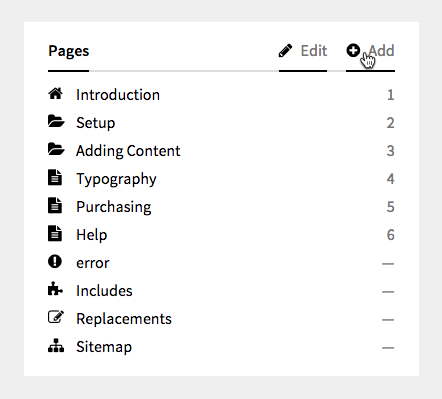 Pages Edit Add
Introduction 1
Setup 2
Adding Content 3
Typography 4
Purchasing 5
Help 6
error —
Includes —
Replacements —
Sitemap —